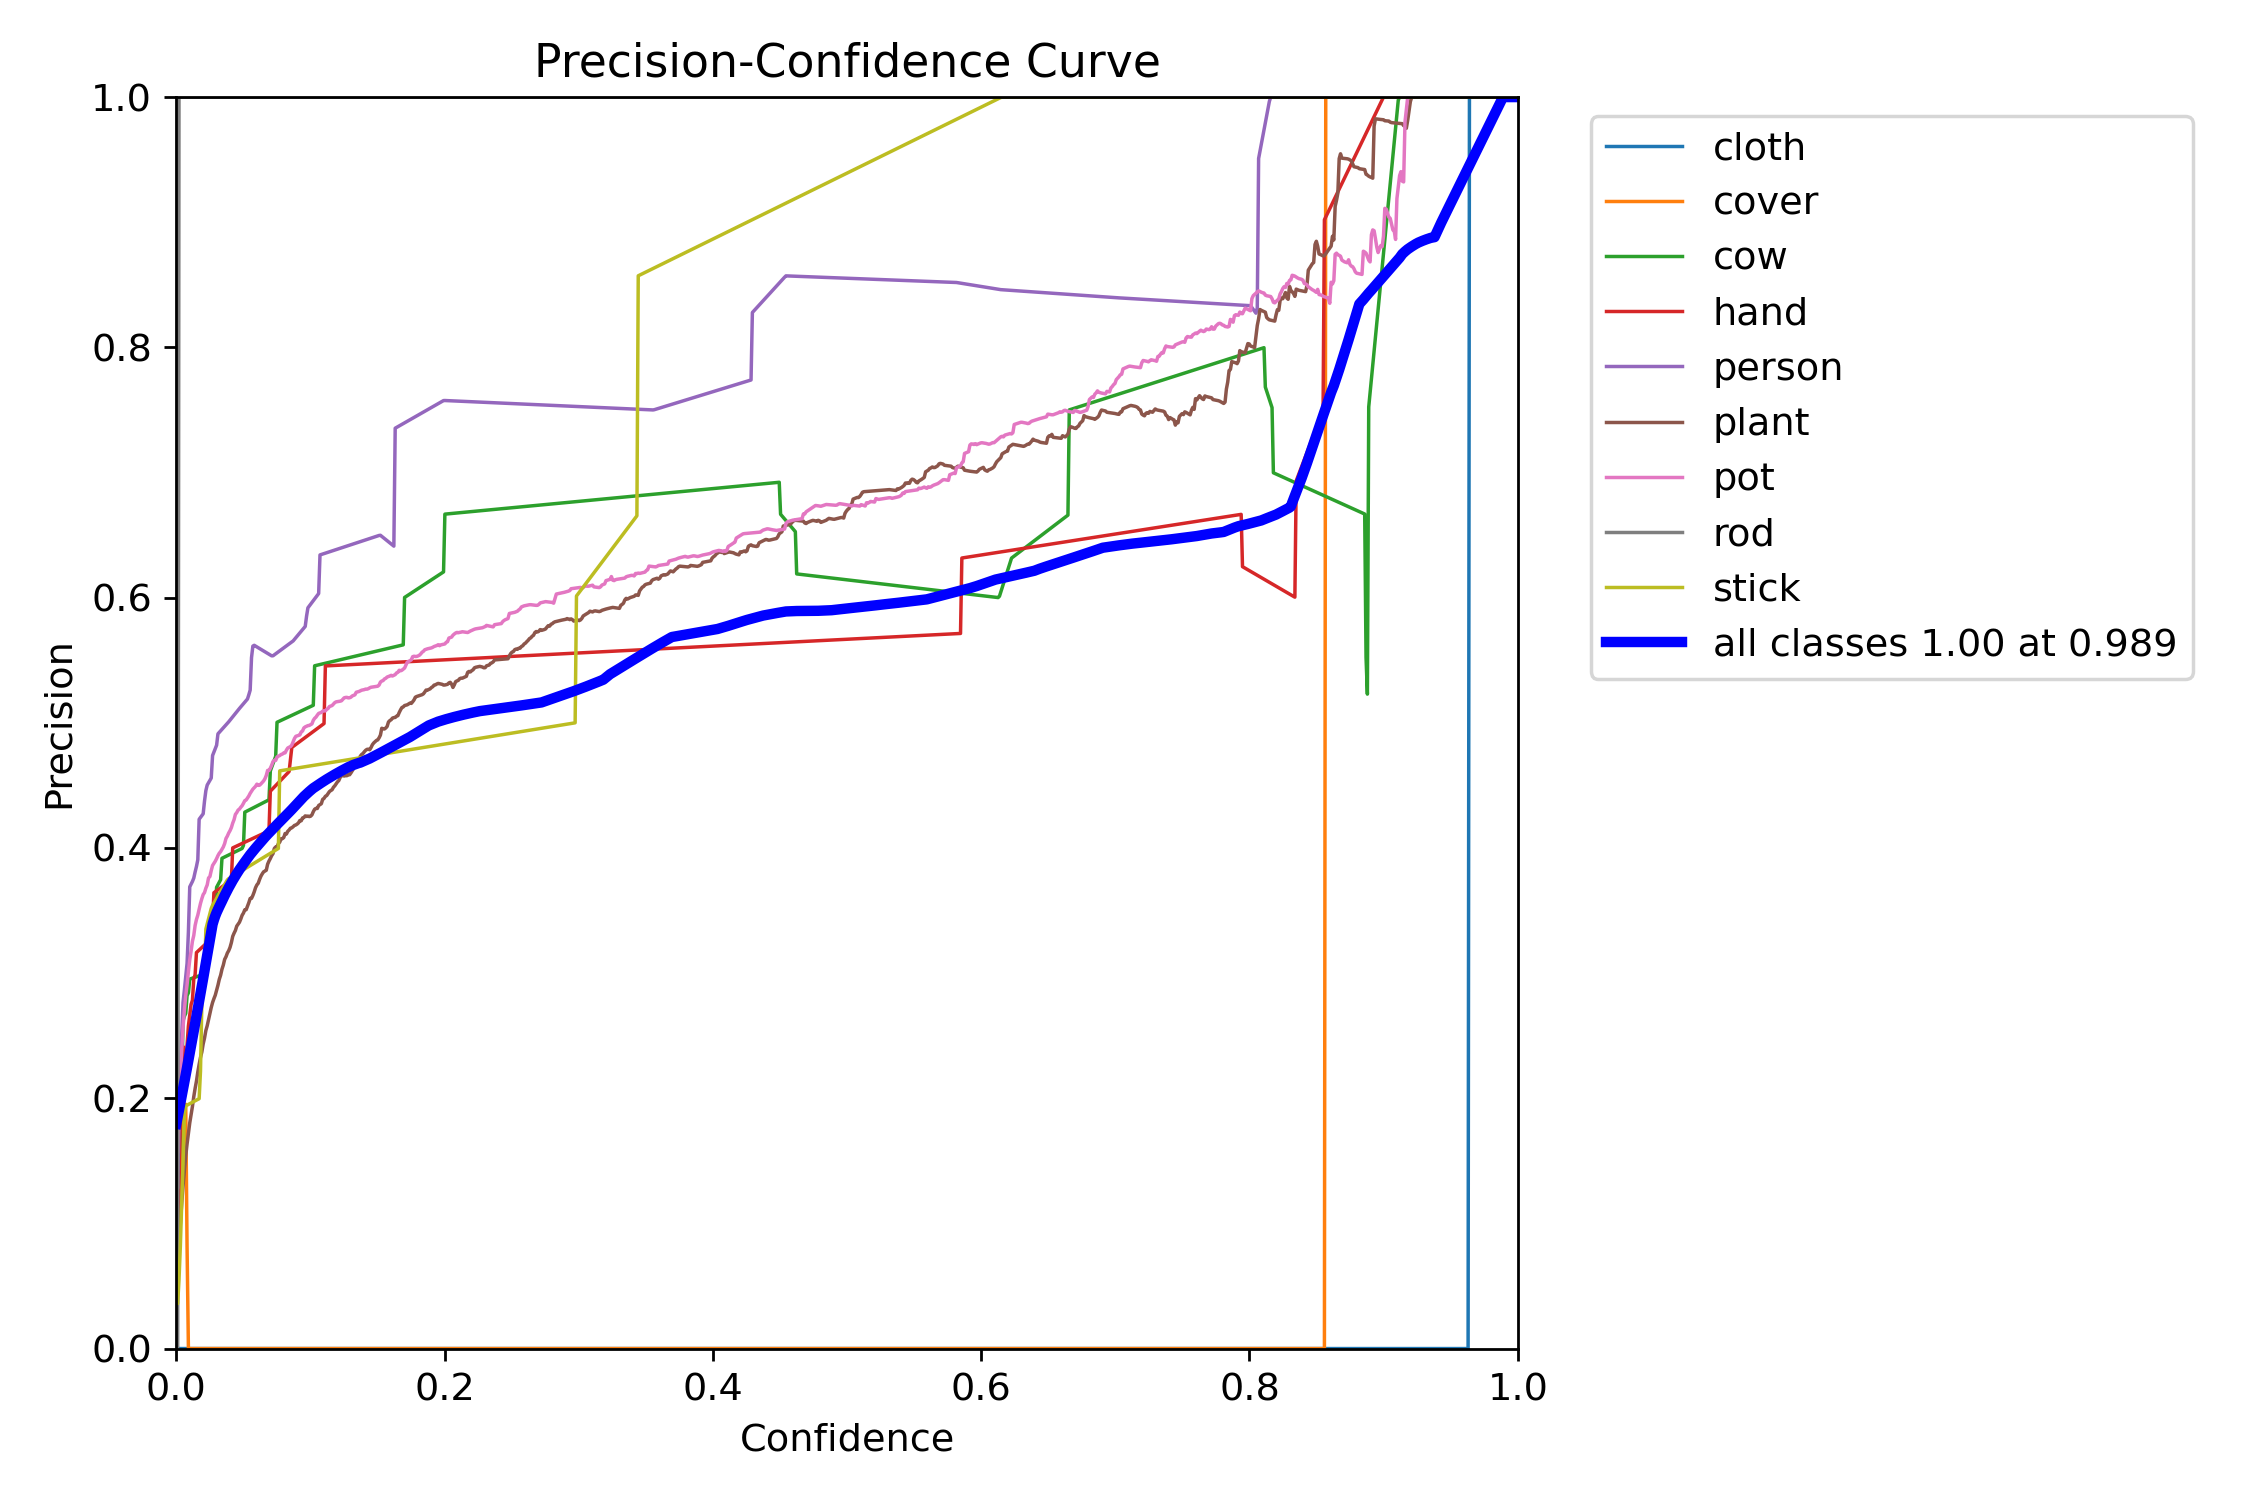 Precision-Confidence Curve
1.0
0.8
0.6
0.4
0.2
0.0
Precision
0.0 0.2 0.4 0.6 0.8 1.0
Confidence
cloth
cover
cow
hand
person
plant
pot
rod
stick
all classes 1.00 at 0.989